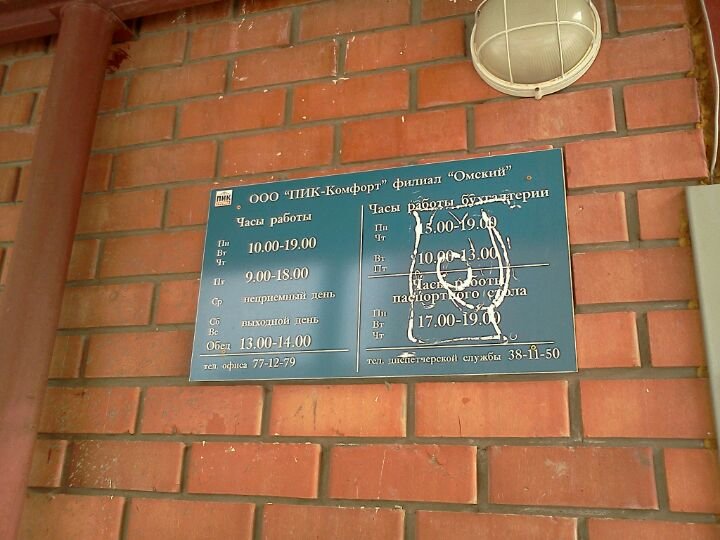 ПИК
ООО "ПИК-Комфорт" филиал "Омский"
Часы работы
Пн
Вт 10.00-19.00
Чт
Пт 9.00-18.00
Ср неприемный день
Сб выходной день
Вс
Обед 13.00-14.00
тел. офиса 77-12-79
Часы работы бухгалтерии
Пн 15.00-19.00
Чт
Вт 10.00-13.00
Пт
Часы работы
паспортного стола
Пн
Вт 17.00-19.00
Чт
тел. диспетчерской службы 38-11-50